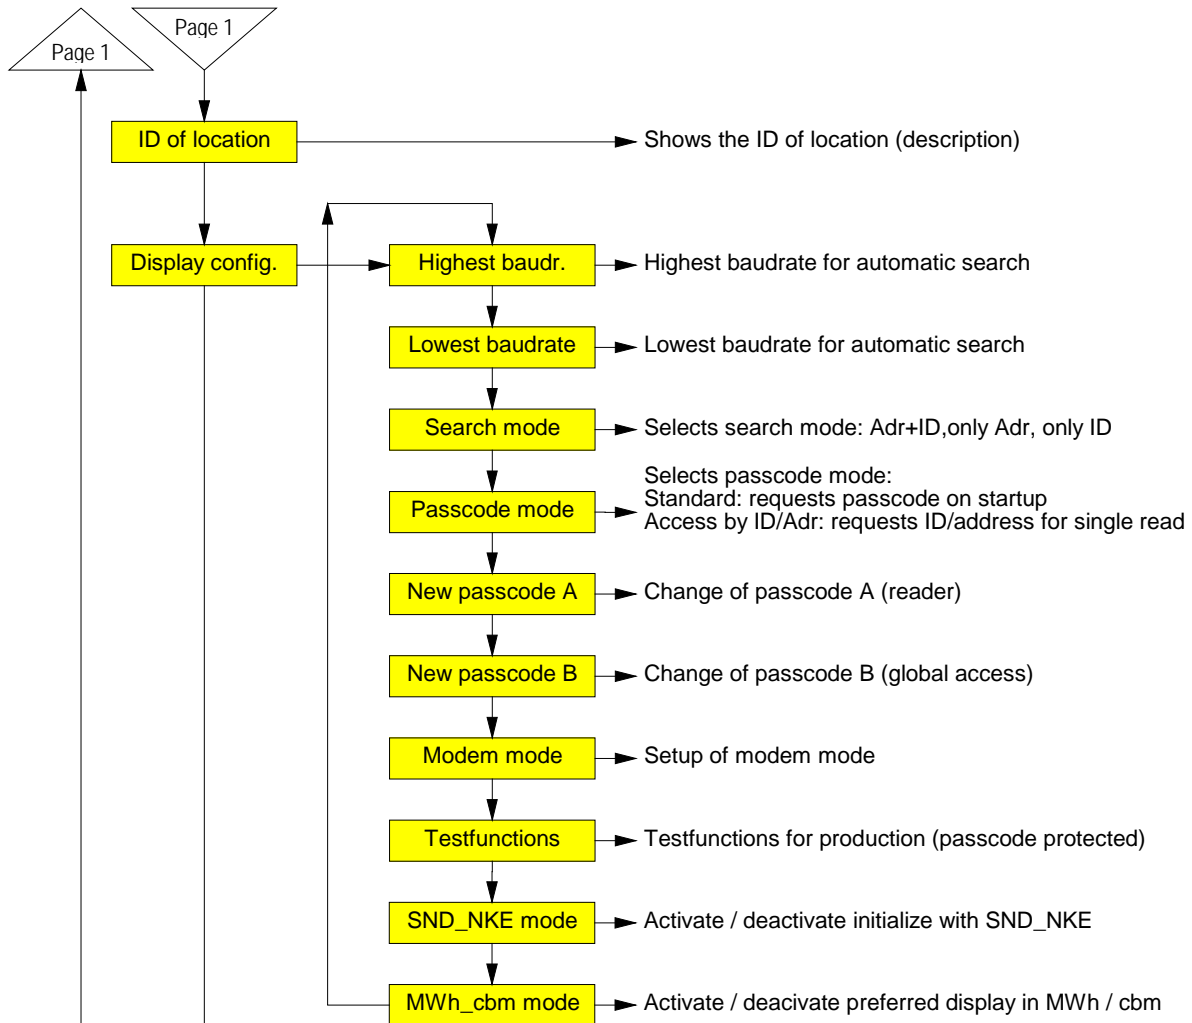 Page 1
Page 1
ID of location
Shows the ID of location (description)
Display config.
Highest baudr.
Highest baudrate for automatic search
Lowest baudrate
Lowest baudrate for automatic search
Search mode
Selects search mode: Adr+ID,only Adr, only ID
Passcode mode
Selects passcode mode:
Standard: requests passcode on startup
Access by ID/Adr: requests ID/address for single read
New passcode A
Change of passcode A (reader)
New passcode B
Change of passcode B (global access)
Modem mode
Setup of modem mode
Testfunctions
Testfunctions for production (passcode protected)
SND_NKE mode
Activate / deactivate initialize with SND_NKE
MWh_cbm mode
Activate / deacivate preferred display in MWh / cbm